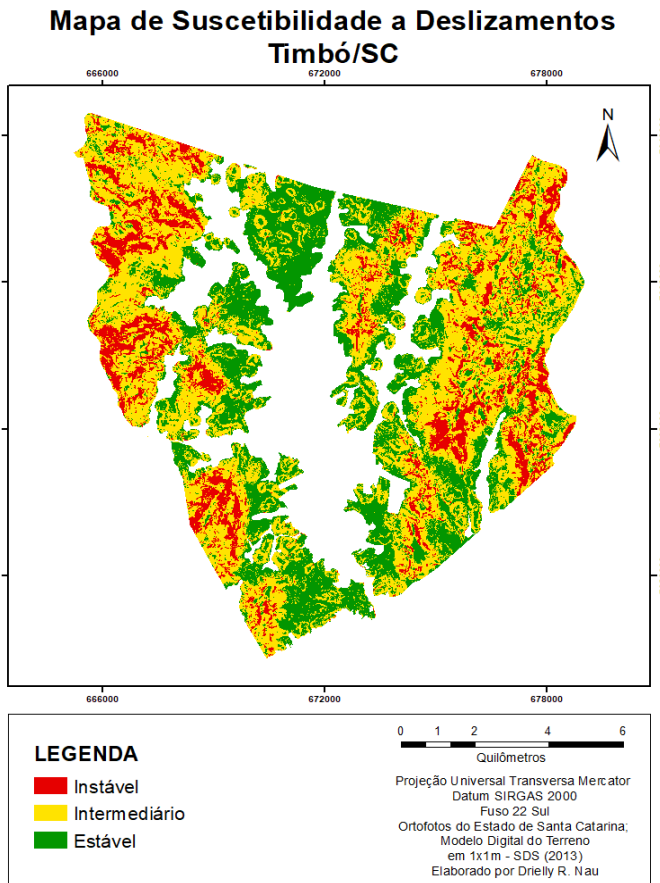 Mapa de Suscetibilidade a Deslizamentos
Timbó/SC
666000 672000 678000
N
666000 672000 678000
LEGENDA
Instável
Intermediário
Estável
0 1 2 4 6
Quilômetros
Projeção Universal Transversa Mercator
Datum SIRGAS 2000
Fuso 22 Sul
Ortofotos do Estado de Santa Catarina;
Modelo Digital do Terreno
em 1x1m - SDS (2013)
Elaborado por Drielly R. Nau